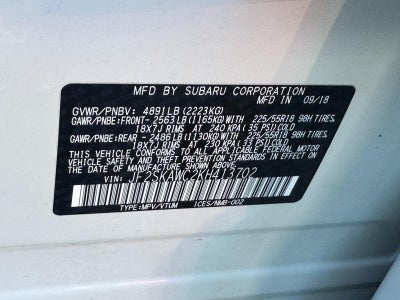 MFD BY SUBARU CORPORATION
MFD IN 09/18
GVWR/PNBV: 4891LB (2223KG)
GAWR/PNBE:FRONT- 2563LB (1165KG)WITH 225/55R18 98H TIRES
18X7J RIMS AT 240 KPA( 35 PSI)COLD
GAWR/PNBE:REAR - 2486LB (1130KG)WITH 225/55R18 98H TIRES
18X7J RIMS AT 230 KPA( 33 PSI)COLD
THIS VEHICLE CONFORMS TO ALL APPLICABLE FEDERAL MOTOR
VEHICLE SAFETY, AND THEFT PREVENTION STANDARDS IN EFFECT
ON THE DATE OF MANUFACTURE SHOWN ABOVE.
VIN: JF2SKAWC2KH413702
TYPE:MPV/VTUM ICES/NMB-002